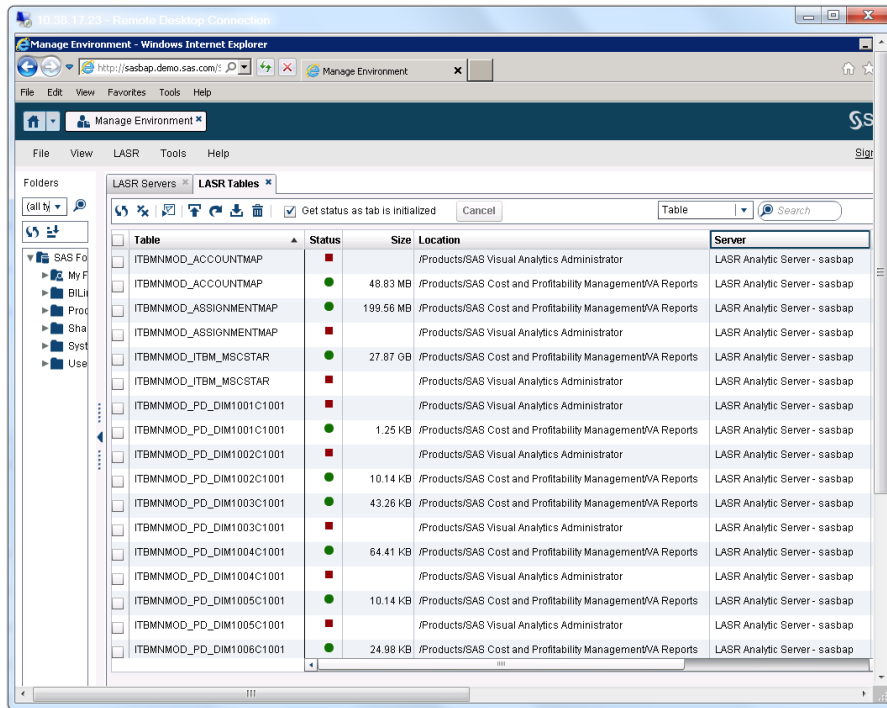 10.38.17.23 - Remote Desktop Connection
Manage Environment - Windows Internet Explorer
http://sasbap.demo.sas.com/S Manage Environment
File Edit View Favorites Tools Help
Manage Environment
File View LASR Tools Help Sigr
Folders LASR Servers LASR Tables
(all ty Get status as tab is initialized Cancel Table Search
Table Status Size Location Server
SAS Fo
My F
BILin
Prod
Sha
Syst
Use
ITBMNMOD_ACCOUNTMAP /Products/SAS Visual Analytics Administrator LASR Analytic Server - sasbap
ITBMNMOD_ACCOUNTMAP 48.83 MB /Products/SAS Cost and Profitability Management/VA Reports LASR Analytic Server - sasbap
ITBMNMOD_ASSIGNMENTMAP 199.56 MB /Products/SAS Cost and Profitability Management/VA Reports LASR Analytic Server - sasbap
ITBMNMOD_ASSIGNMENTMAP /Products/SAS Visual Analytics Administrator LASR Analytic Server - sasbap
ITBMNMOD_ITBM_MSCSTAR 27.87 GB /Products/SAS Cost and Profitability Management/VA Reports LASR Analytic Server - sasbap
ITBMNMOD_ITBM_MSCSTAR /Products/SAS Visual Analytics Administrator LASR Analytic Server - sasbap
ITBMNMOD_PD_DIM1001C1001 /Products/SAS Visual Analytics Administrator LASR Analytic Server - sasbap
ITBMNMOD_PD_DIM1001C1001 1.25 KB /Products/SAS Cost and Profitability Management/VA Reports LASR Analytic Server - sasbap
ITBMNMOD_PD_DIM1002C1001 /Products/SAS Visual Analytics Administrator LASR Analytic Server - sasbap
ITBMNMOD_PD_DIM1002C1001 10.14 KB /Products/SAS Cost and Profitability Management/VA Reports LASR Analytic Server - sasbap
ITBMNMOD_PD_DIM1003C1001 43.26 KB /Products/SAS Cost and Profitability Management/VA Reports LASR Analytic Server - sasbap
ITBMNMOD_PD_DIM1003C1001 /Products/SAS Visual Analytics Administrator LASR Analytic Server - sasbap
ITBMNMOD_PD_DIM1004C1001 64.41 KB /Products/SAS Cost and Profitability Management/VA Reports LASR Analytic Server - sasbap
ITBMNMOD_PD_DIM1004C1001 /Products/SAS Visual Analytics Administrator LASR Analytic Server - sasbap
ITBMNMOD_PD_DIM1005C1001 10.14 KB /Products/SAS Cost and Profitability Management/VA Reports LASR Analytic Server - sasbap
ITBMNMOD_PD_DIM1005C1001 /Products/SAS Visual Analytics Administrator LASR Analytic Server - sasbap
ITBMNMOD_PD_DIM1006C1001 24.98 KB /Products/SAS Cost and Profitability Management/VA Reports LASR Analytic Server - sasbap